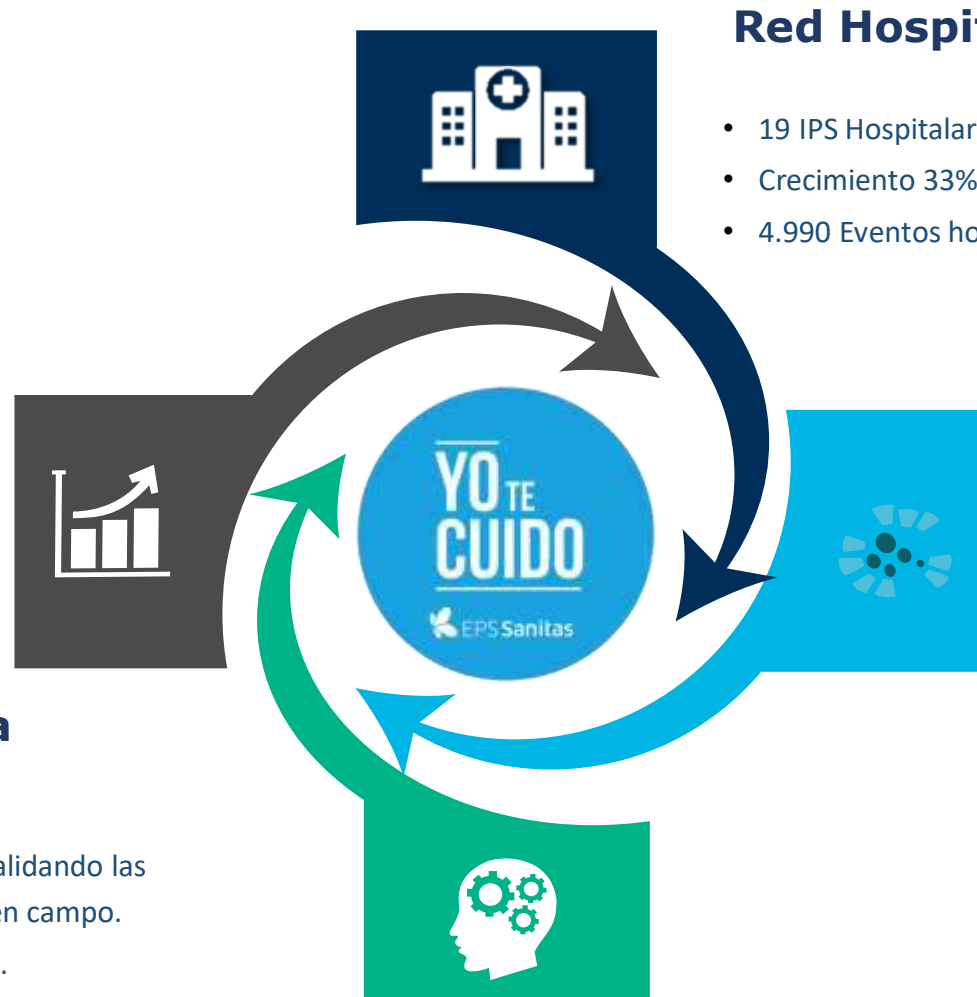 Red Hospit
• 19 IPS Hospitalar
• Crecimiento 33%
• 4.990 Eventos ho
YO TE
CUIDO
EPS Sanitas
a
alidando las
en campo.
.